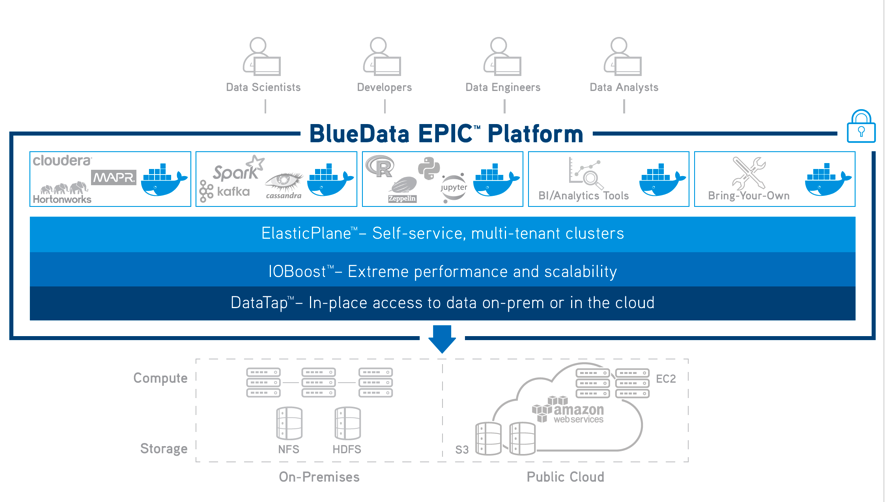 Data Scientists
Developers
Data Engineers
Data Analysts
BlueData EPIC™ Platform
cloudera
MAPR
Hortonworks
Spark
kafka
cassandra
R
Zeppelin
jupyter
BI/Analytics Tools
Bring-Your-Own
ElasticPlane™– Self-service, multi-tenant clusters
IOBoost™– Extreme performance and scalability
DataTap™– In-place access to data on-prem or in the cloud
Compute
EC2
amazon
webservices
Storage
NFS
HDFS
S3
On-Premises
Public Cloud